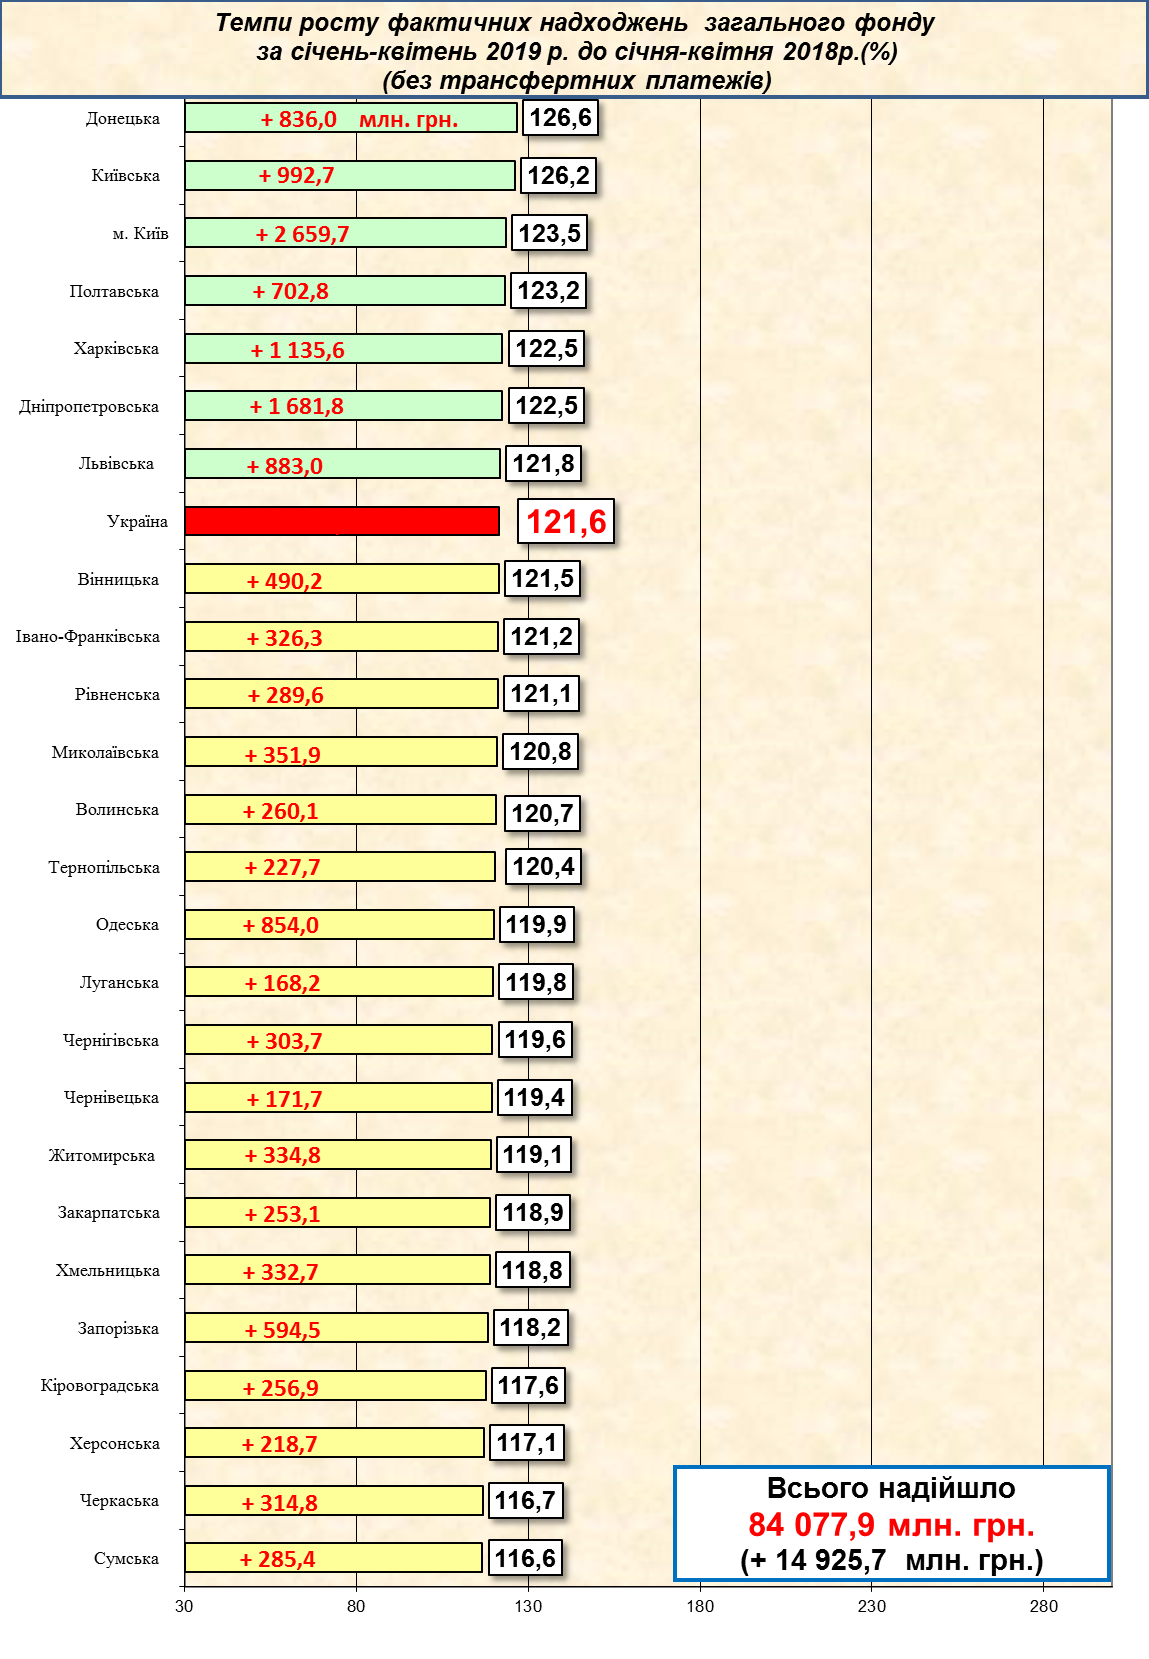 Темпи росту фактичних надходжень загального фонду
за січень-квітень 2019 р. до січня-квітня 2018р.(%)
(без трансфертних платежів)
Донецька + 836,0 млн. грн. 126,6
Київська + 992,7 126,2
м. Київ + 2 659,7 123,5
Полтавська + 702,8 123,2
Харківська + 1 135,6 122,5
Дніпропетровська + 1 681,8 122,5
Львівська + 883,0 121,8
Україна 121,6
Вінницька + 490,2 121,5
Івано-Франківська + 326,3 121,2
Рівненська + 289,6 121,1
Миколаївська + 351,9 120,8
Волинська + 260,1 120,7
Тернопільська + 227,7 120,4
Одеська + 854,0 119,9
Луганська + 168,2 119,8
Чернігівська + 303,7 119,6
Чернівецька + 171,7 119,4
Житомирська + 334,8 119,1
Закарпатська + 253,1 118,9
Хмельницька + 332,7 118,8
Запорізька + 594,5 118,2
Кіровоградська + 256,9 117,6
Херсонська + 218,7 117,1
Черкаська + 314,8 116,7
Сумська + 285,4 116,6
Всього надійшло
84 077,9 млн. грн.
(+ 14 925,7 млн. грн.)
30 80 130 180 230 280